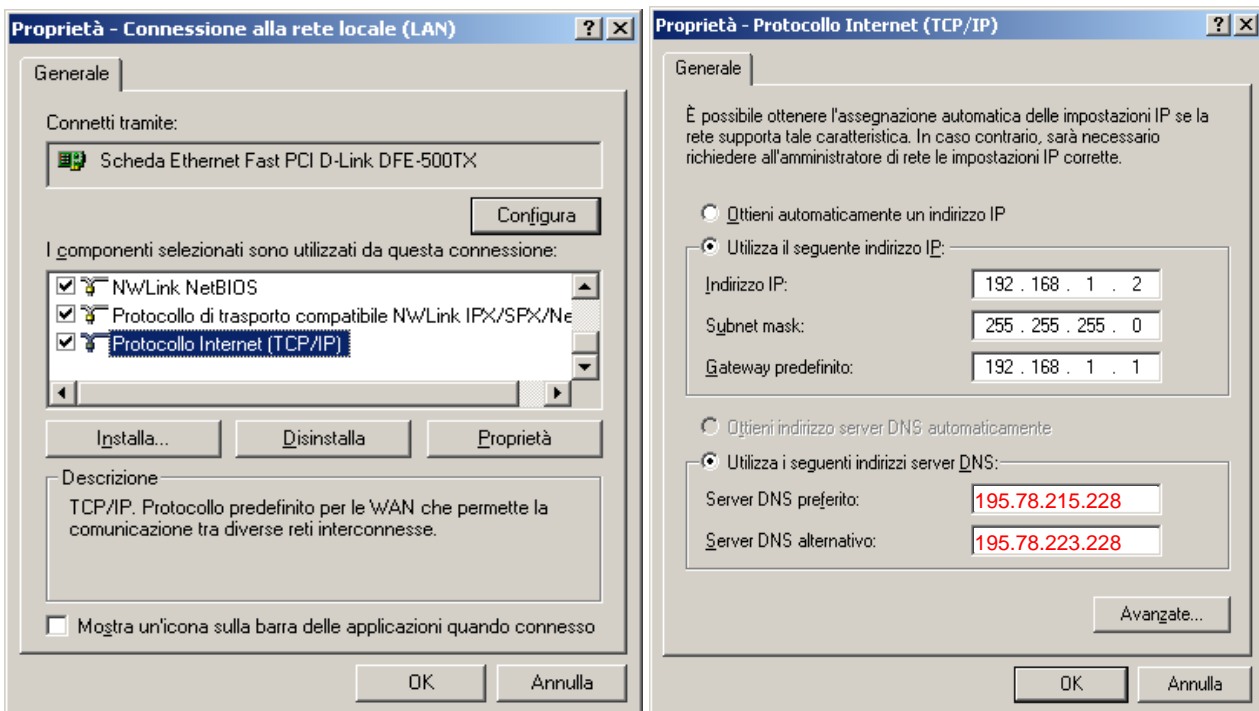 Proprietà - Connessione alla rete locale (LAN)
Generale
Connetti tramite:
Scheda Ethernet Fast PCI D-Link DFE-500TX
Configura
I componenti selezionati sono utilizzati da questa connessione:
NWLink NetBIOS
Protocollo di trasporto compatibile NWLink IPX/SPX/Ne
Protocollo Internet (TCP/IP)
Installa...
Disinstalla
Proprietà
Descrizione
TCP/IP. Protocollo predefinito per le WAN che permette la
comunicazione tra diverse reti interconnesse.
Mostra un'icona sulla barra delle applicazioni quando connesso
OK
Annulla
Proprietà - Protocollo Internet (TCP/IP)
Generale
È possibile ottenere l'assegnazione automatica delle impostazioni IP se la
rete supporta tale caratteristica. In caso contrario, sarà necessario
richiedere all'amministratore di rete le impostazioni IP corrette.
Ottieni automaticamente un indirizzo IP
Utilizza il seguente indirizzo IP:
Indirizzo IP: 192 . 168 . 1 . 2
Subnet mask: 255 . 255 . 255 . 0
Gateway predefinito: 192 . 168 . 1 . 1
Ottieni indirizzo server DNS automaticamente
Utilizza i seguenti indirizzi server DNS:
Server DNS preferito: 195.78.215.228
Server DNS alternativo: 195.78.223.228
Avanzate...
OK
Annulla